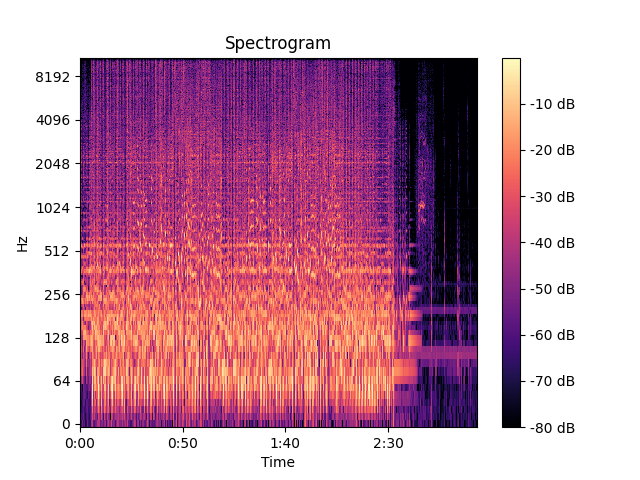 Spectrogram
8192
4096
2048
1024
512
256
128
64
0
Hz
0:00
0:50
1:40
2:30
Time
-10 dB
-20 dB
-30 dB
-40 dB
-50 dB
-60 dB
-70 dB
-80 dB